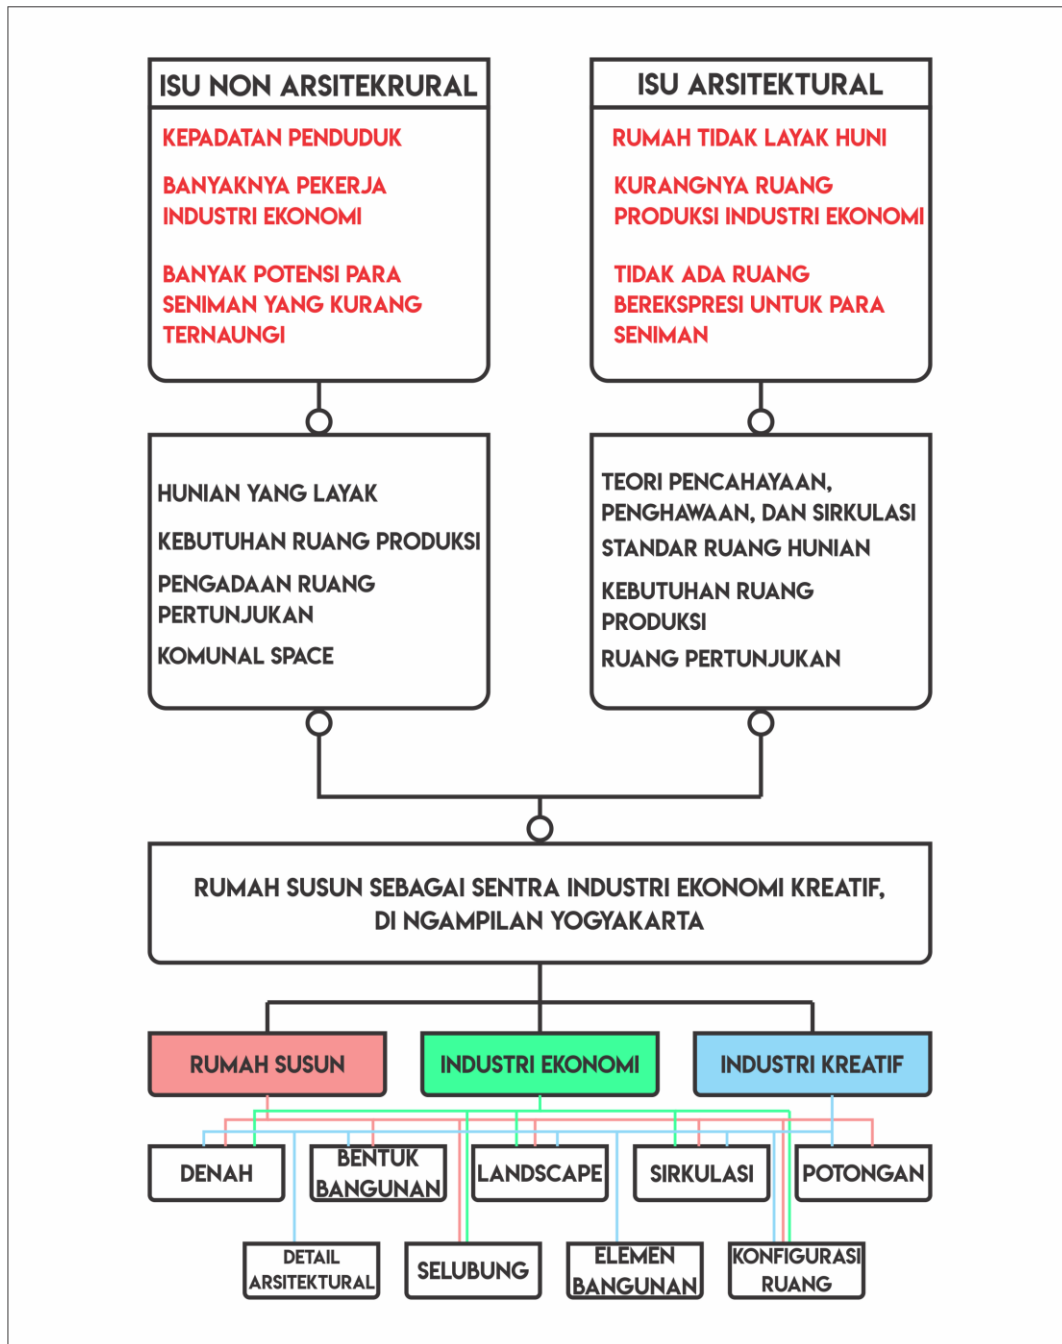 ISU NON ARSITEKRURAL
KEPADATAN PENDUDUK
BANYAKNYA PEKERJA
INDUSTRI EKONOMI
BANYAK POTENSI PARA
SENIMAN YANG KURANG
TERNAUNGI
ISU ARSITEKTURAL
RUMAH TIDAK LAYAK HUNI
KURANGNYA RUANG
PRODUKSI INDUSTRI EKONOMI
TIDAK ADA RUANG
BEREKSPRESI UNTUK PARA
SENIMAN
HUNIAN YANG LAYAK
KEBUTUHAN RUANG PRODUKSI
PENGADAAN RUANG
PERTUNJUKAN
KOMUNAL SPACE
TEORI PENCAHAYAAN,
PENGHAWAAN, DAN SIRKULASI
STANDAR RUANG HUNIAN
KEBUTUHAN RUANG
PRODUKSI
RUANG PERTUNJUKAN
RUMAH SUSUN SEBAGAI SENTRA INDUSTRI EKONOMI KREATIF,
DI NGAMPILAN YOGYAKARTA
RUMAH SUSUN
INDUSTRI EKONOMI
INDUSTRI KREATIF
DENAH
BENTUK
BANGUNAN
LANDSCAPE
SIRKULASI
POTONGAN
DETAIL
ARSITEKTURAL
SELUBUNG
ELEMEN
BANGUNAN
KONFIGURASI
RUANG